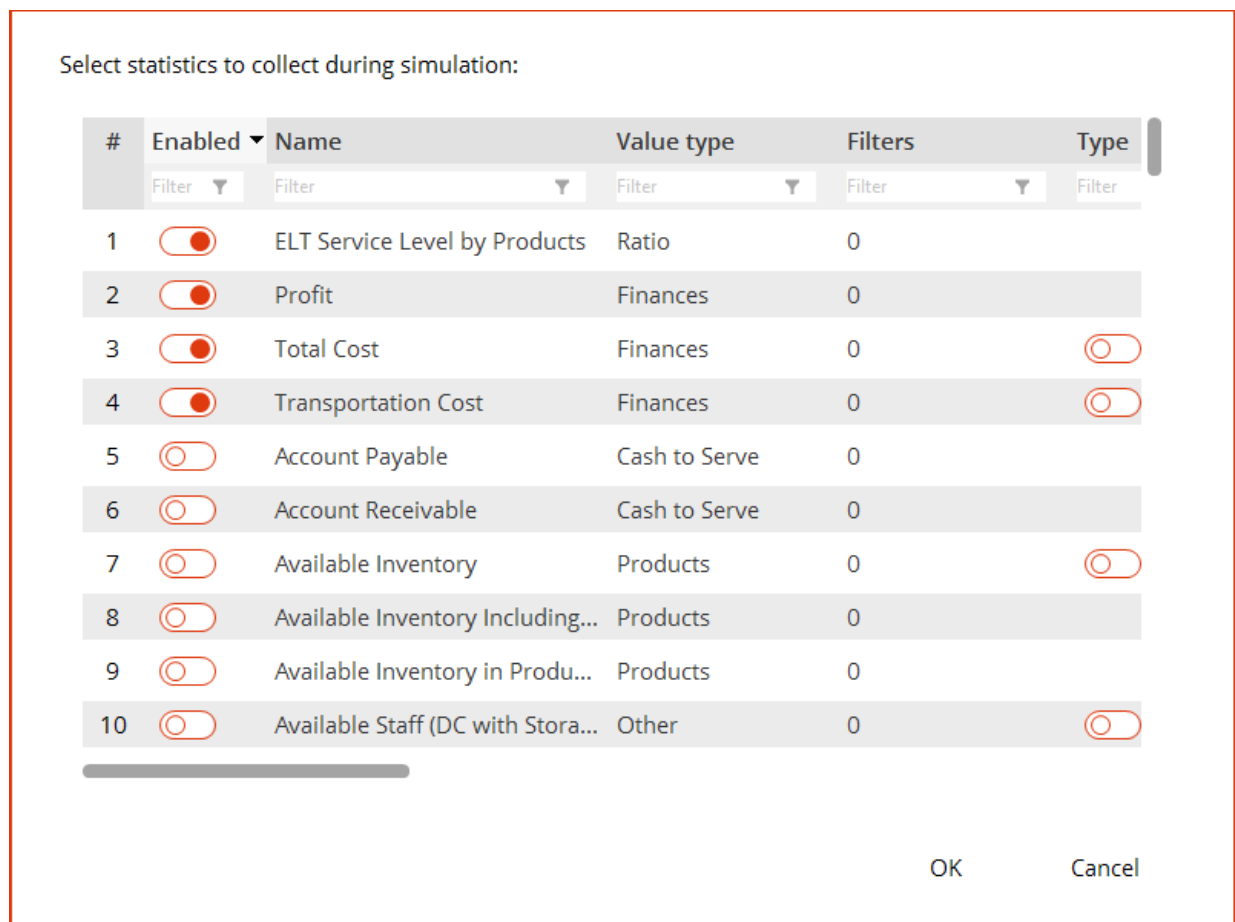 Select statistics to collect during simulation:
# Enabled Name Value type Filters Type
Filter Filter Filter Filter Filter
1 ELT Service Level by Products Ratio 0
2 Profit Finances 0
3 Total Cost Finances 0
4 Transportation Cost Finances 0
5 Account Payable Cash to Serve 0
6 Account Receivable Cash to Serve 0
7 Available Inventory Products 0
8 Available Inventory Including... Products 0
9 Available Inventory in Produ... Products 0
10 Available Staff (DC with Stora... Other 0
OK Cancel